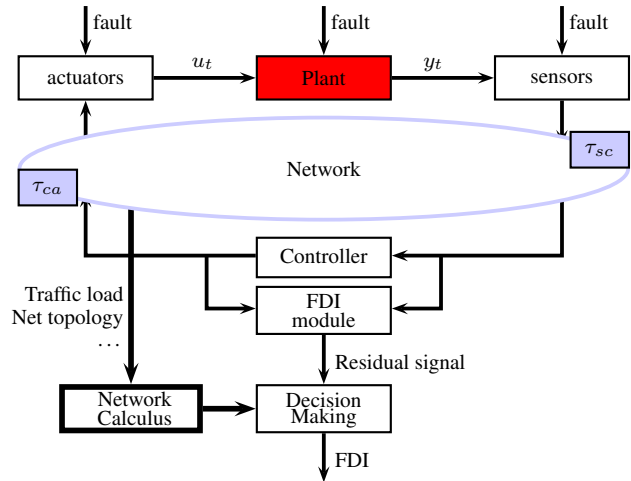 fault fault fault
actuators u_t Plant y_t sensors
τ_sc
Network
τ_ca
Controller
Traffic load
Net topology
...
FDI
module
Residual signal
Network
Calculus
Decision
Making
FDI